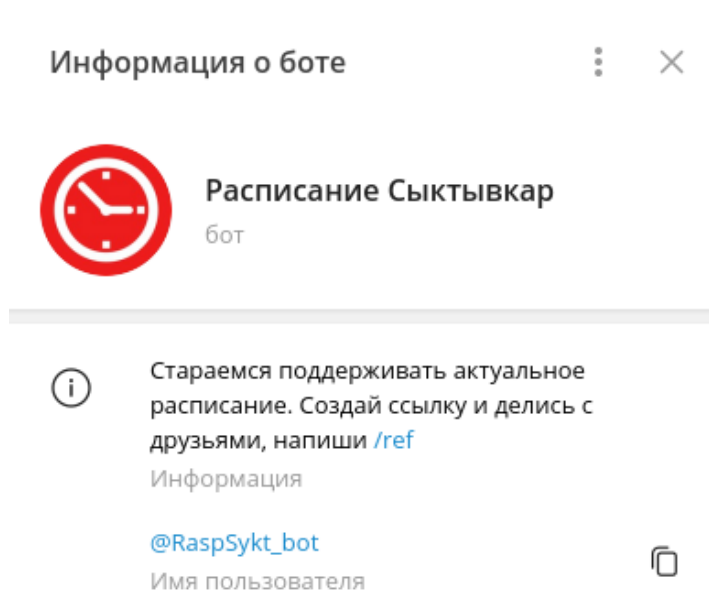 Информация о боте
Расписание Сыктывкар
бот
Стараемся поддерживать актуальное
расписание. Создай ссылку и делись с
друзьями, напиши /ref
Информация
@RaspSykt_bot
Имя пользователя